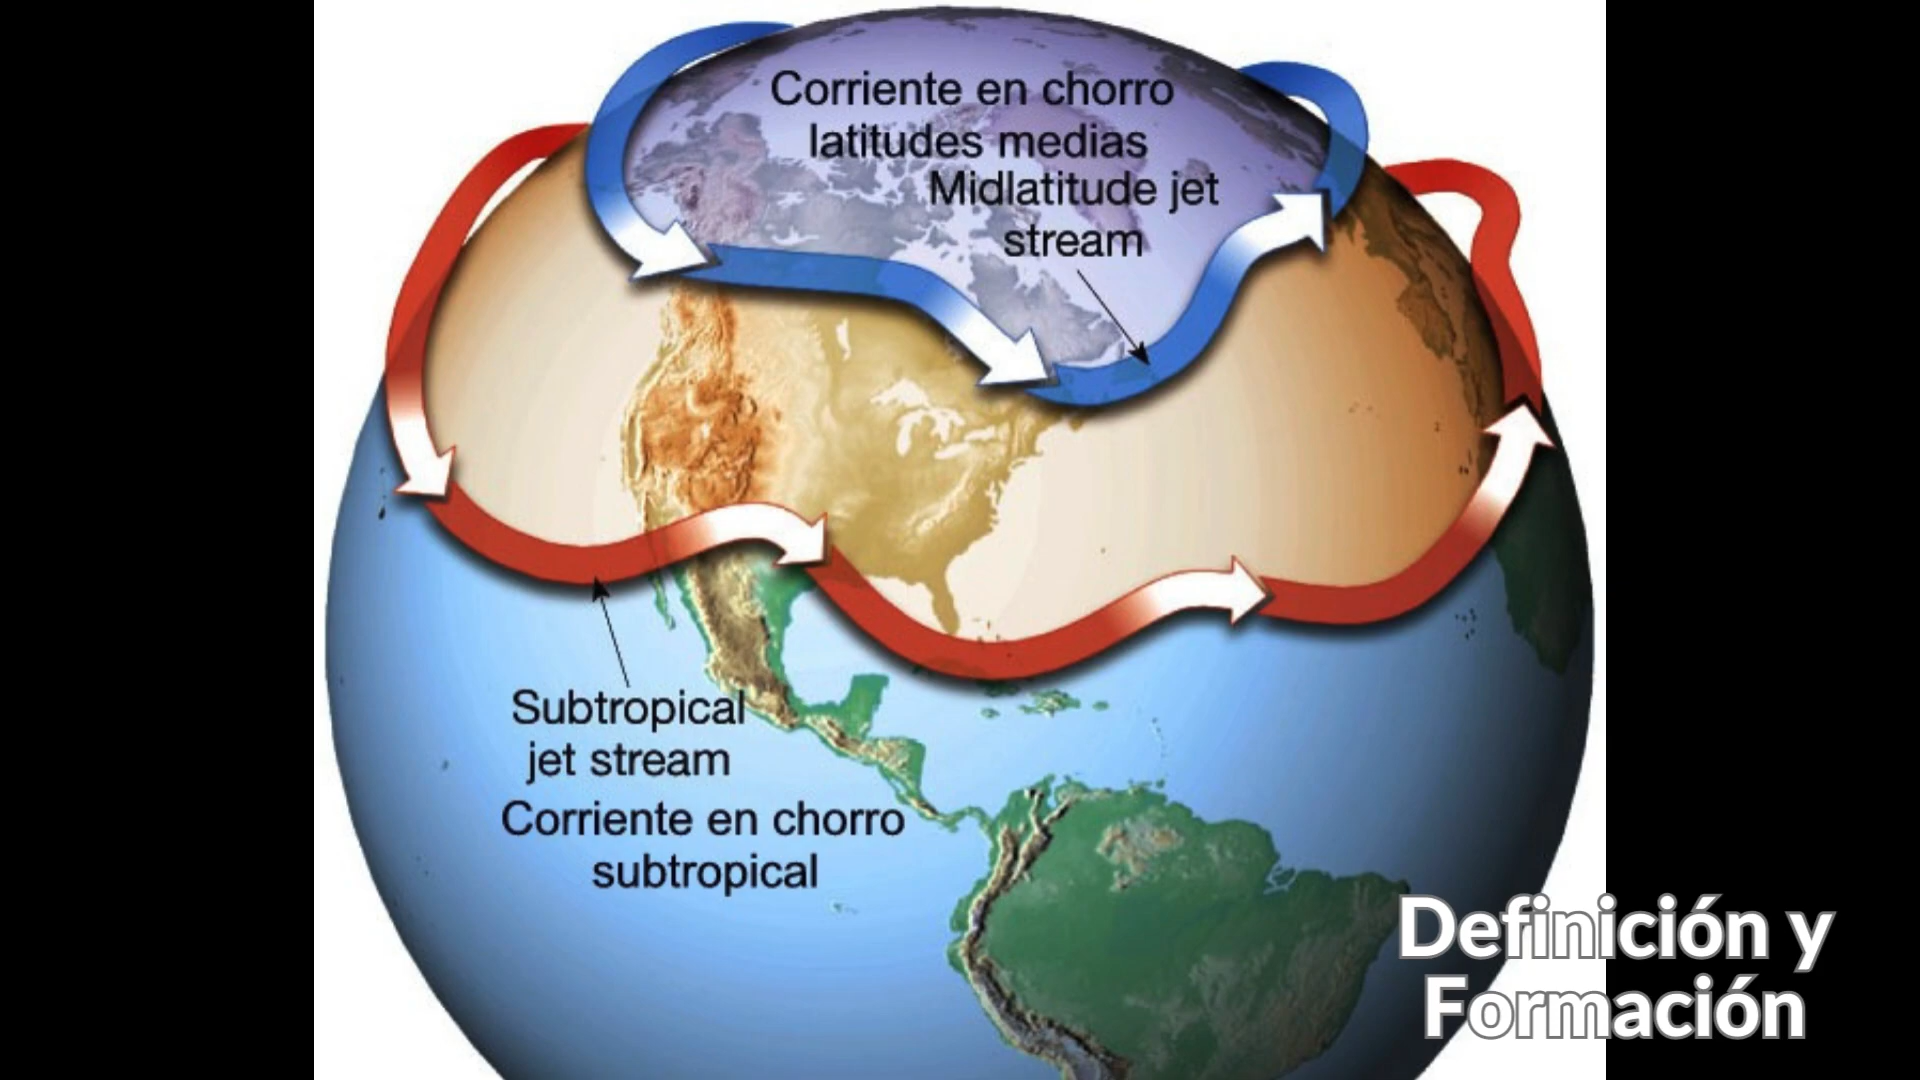 Corriente en chorro
latitudes medias
Midlatitude jet
stream
Subtropical
jet stream
Corriente en chorro
subtropical
Definición y
Formación